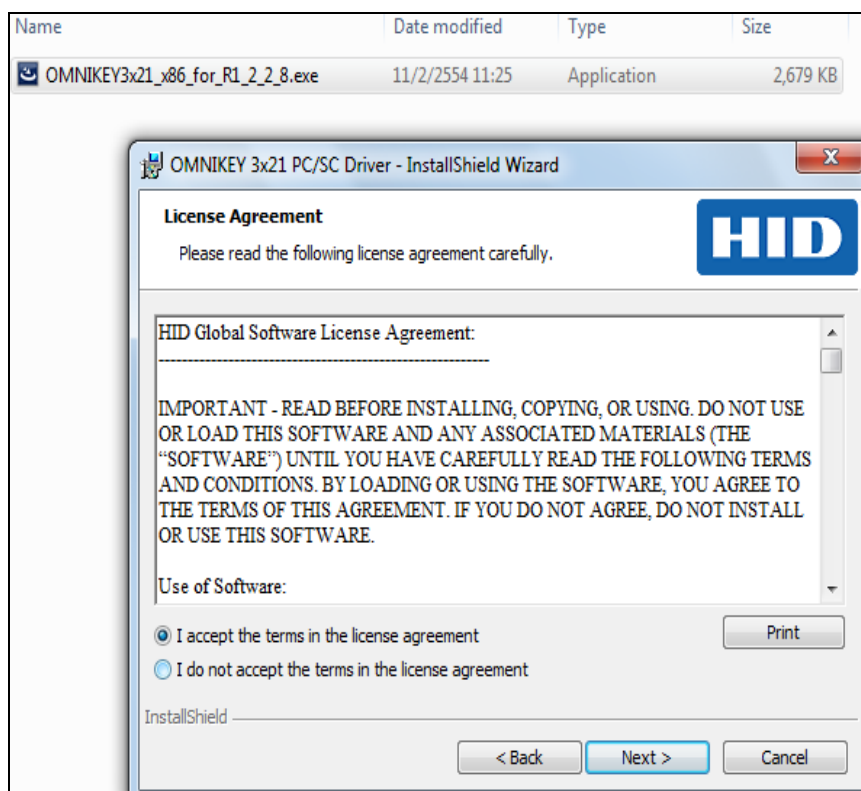 Name Date modified Type Size
OMNIKEY3x21_x86_for_R1_2_2_8.exe 11/2/2554 11:25 Application 2,679 KB
OMNIKEY 3x21 PC/SC Driver - InstallShield Wizard
License Agreement
Please read the following license agreement carefully.
HID
HID Global Software License Agreement:
----------------------------------------------------------
IMPORTANT - READ BEFORE INSTALLING, COPYING, OR USING. DO NOT USE
OR LOAD THIS SOFTWARE AND ANY ASSOCIATED MATERIALS (THE
“SOFTWARE”) UNTIL YOU HAVE CAREFULLY READ THE FOLLOWING TERMS
AND CONDITIONS. BY LOADING OR USING THE SOFTWARE, YOU AGREE TO
THE TERMS OF THIS AGREEMENT. IF YOU DO NOT AGREE, DO NOT INSTALL
OR USE THIS SOFTWARE.
Use of Software:
I accept the terms in the license agreement
Print
I do not accept the terms in the license agreement
InstallShield
< Back Next > Cancel